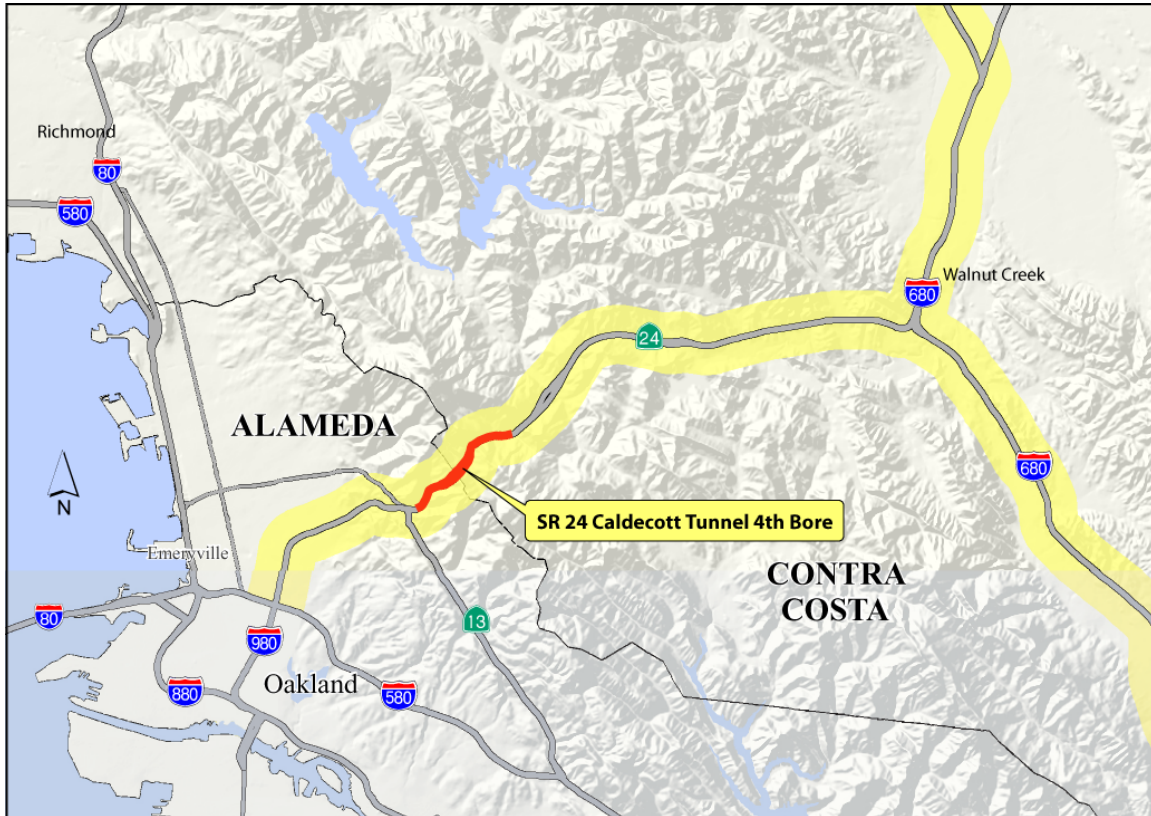 Richmond
80
580
Walnut Creek
680
24
ALAMEDA
680
N
SR 24 Caldecott Tunnel 4th Bore
Emeryville
CONTRA
COSTA
80
13
980
Oakland
880
580